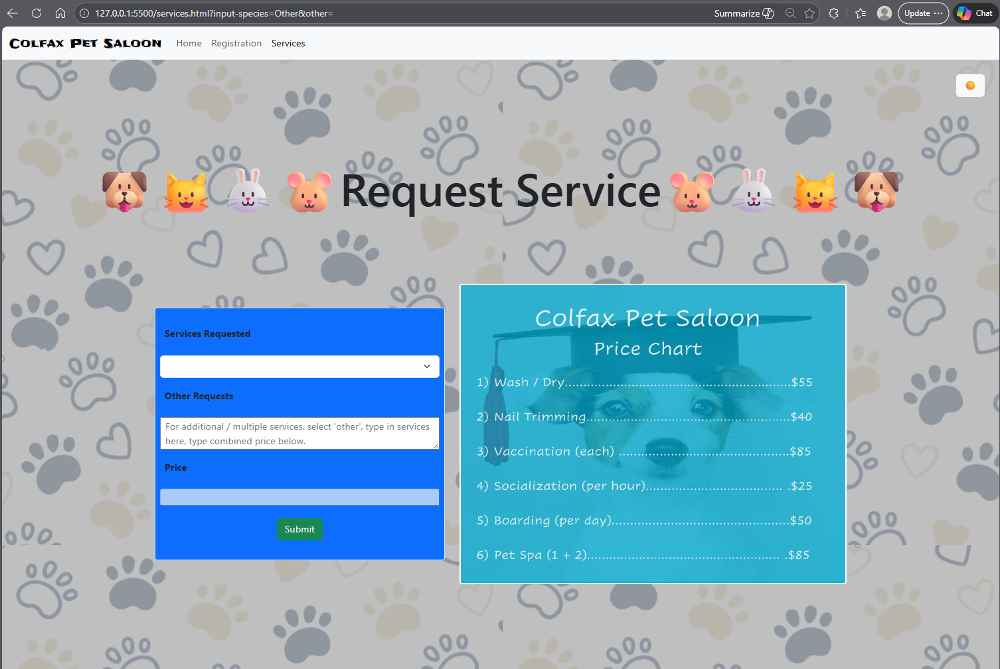 127.0.0.1:5500/services.html?input-species=Other&other=
Summarize
Update
Chat
Colfax Pet Saloon
Home
Registration
Services
Request Service
Services Requested
Other Requests
For additional / multiple services, select 'other', type in services
here, type combined price below.
Price
Submit
Colfax Pet Saloon
Price Chart
1) Wash / Dry.............................................................$55
2) Nail Trimming.......................................................$40
3) Vaccination (each) ..............................................$85
4) Socialization (per hour)..................................... .$25
5) Boarding (per day)................................................$50
6) Pet Spa (1 + 2).................................................... .$85